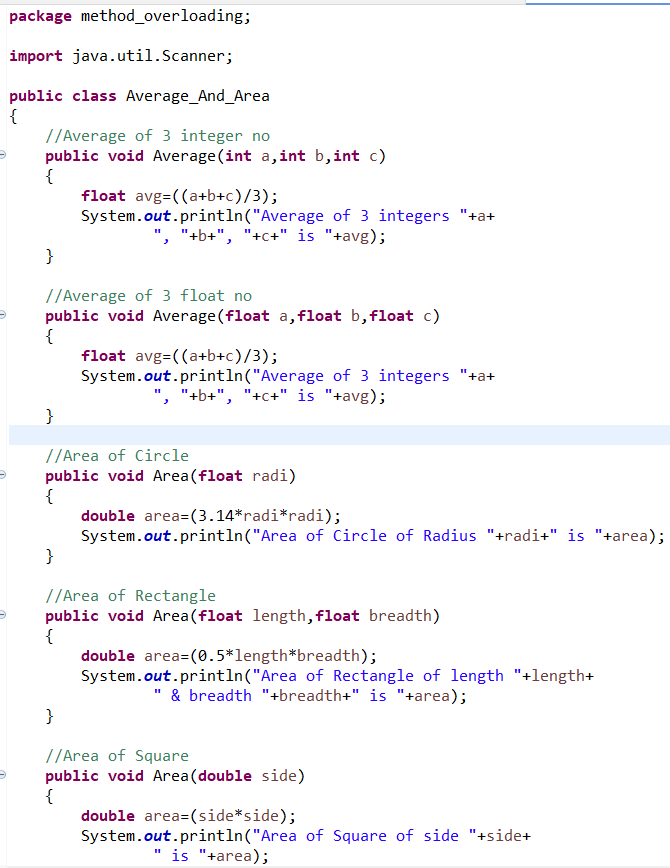 package method_overloading;
import java.util.Scanner;
public class Average_And_Area
{
//Average of 3 integer no
public void Average(int a,int b,int c)
{
float avg=((a+b+c)/3);
System.out.println("Average of 3 integers "+a+
", "+b+", "+c+" is "+avg);
}
//Average of 3 float no
public void Average(float a,float b,float c)
{
float avg=((a+b+c)/3);
System.out.println("Average of 3 integers "+a+
", "+b+", "+c+" is "+avg);
}
//Area of Circle
public void Area(float radi)
{
double area=(3.14*radi*radi);
System.out.println("Area of Circle of Radius "+radi+" is "+area);
}
//Area of Rectangle
public void Area(float length,float breadth)
{
double area=(0.5*length*breadth);
System.out.println("Area of Rectangle of length "+length+
" & breadth "+breadth+" is "+area);
}
//Area of Square
public void Area(double side)
{
double area=(side*side);
System.out.println("Area of Square of side "+side+
" is "+area);